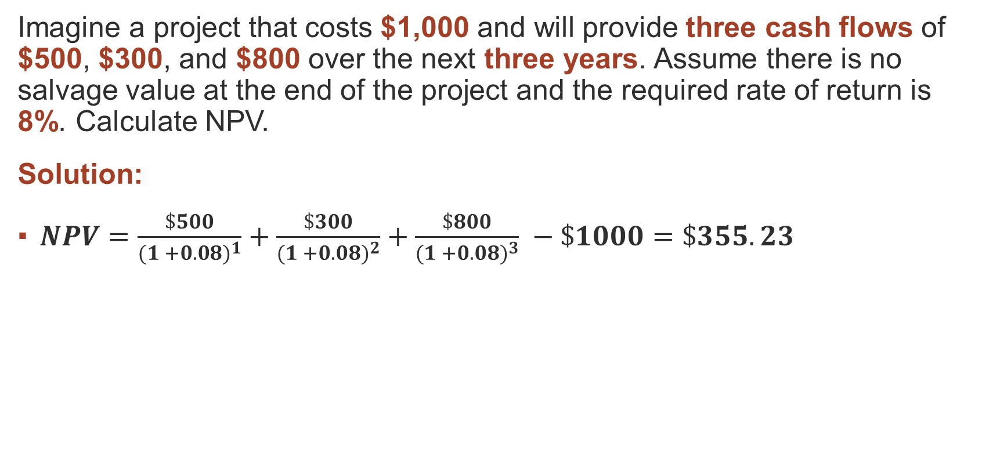 Imagine a project that costs $1,000 and will provide three cash flows of
$500, $300, and $800 over the next three years. Assume there is no
salvage value at the end of the project and the required rate of return is
8%. Calculate NPV.
Solution:
▪ NPV = $500/(1 +0.08)^1 + $300/(1 +0.08)^2 + $800/(1 +0.08)^3 − $1000 = $355.23